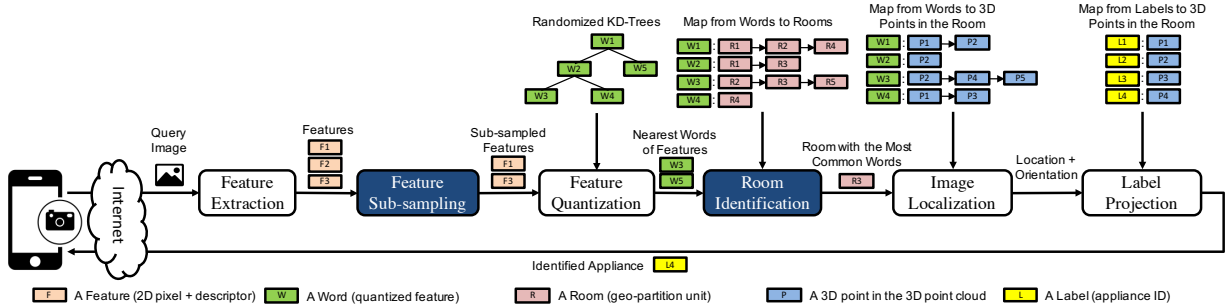 Randomized KD-Trees
W1
W2
W5
W3
W4
Map from Words to Rooms
W1 : R1 R2 R4
W2 : R1 R3
W3 : R2 R3 R5
W4 : R4
Map from Words to 3D
Points in the Room
W1 : P1 P2
W2 : P2
W3 : P2 P4 P5
W4 : P1 P3
Map from Labels to 3D
Points in the Room
L1 : P1
L2 : P2
L3 : P3
L4 : P4
Internet
Query
Image
Feature
Extraction
Features
F1
F2
F3
Feature
Sub-sampling
Sub-sampled
Features
F1
F3
Feature
Quantization
Nearest Words
of Features
W3
W5
Room
Identification
Room with the Most
Common Words
R3
Image
Localization
Location +
Orientation
Label
Projection
Identified Appliance L4
F A Feature (2D pixel + descriptor)
W A Word (quantized feature)
R A Room (geo-partition unit)
P A 3D point in the 3D point cloud
L A Label (appliance ID)